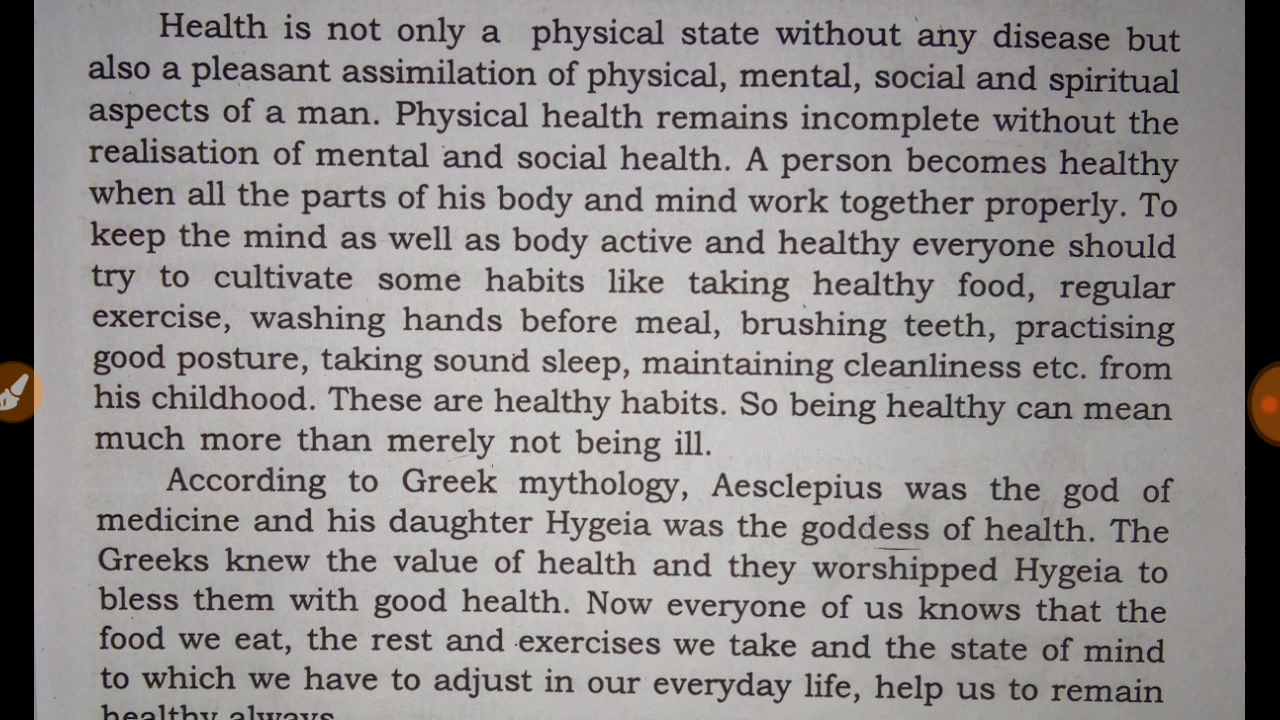 Health is not only a physical state without any disease but
also a pleasant assimilation of physical, mental, social and spiritual
aspects of a man. Physical health remains incomplete without the
realisation of mental and social health. A person becomes healthy
when all the parts of his body and mind work together properly. To
keep the mind as well as body active and healthy everyone should
try to cultivate some habits like taking healthy food, regular
exercise, washing hands before meal, brushing teeth, practising
good posture, taking sound sleep, maintaining cleanliness etc. from
his childhood. These are healthy habits. So being healthy can mean
much more than merely not being ill.
According to Greek mythology, Aesclepius was the god of
medicine and his daughter Hygeia was the goddess of health. The
Greeks knew the value of health and they worshipped Hygeia to
bless them with good health. Now everyone of us knows that the
food we eat, the rest and exercises we take and the state of mind
to which we have to adjust in our everyday life, help us to remain
healthy always.